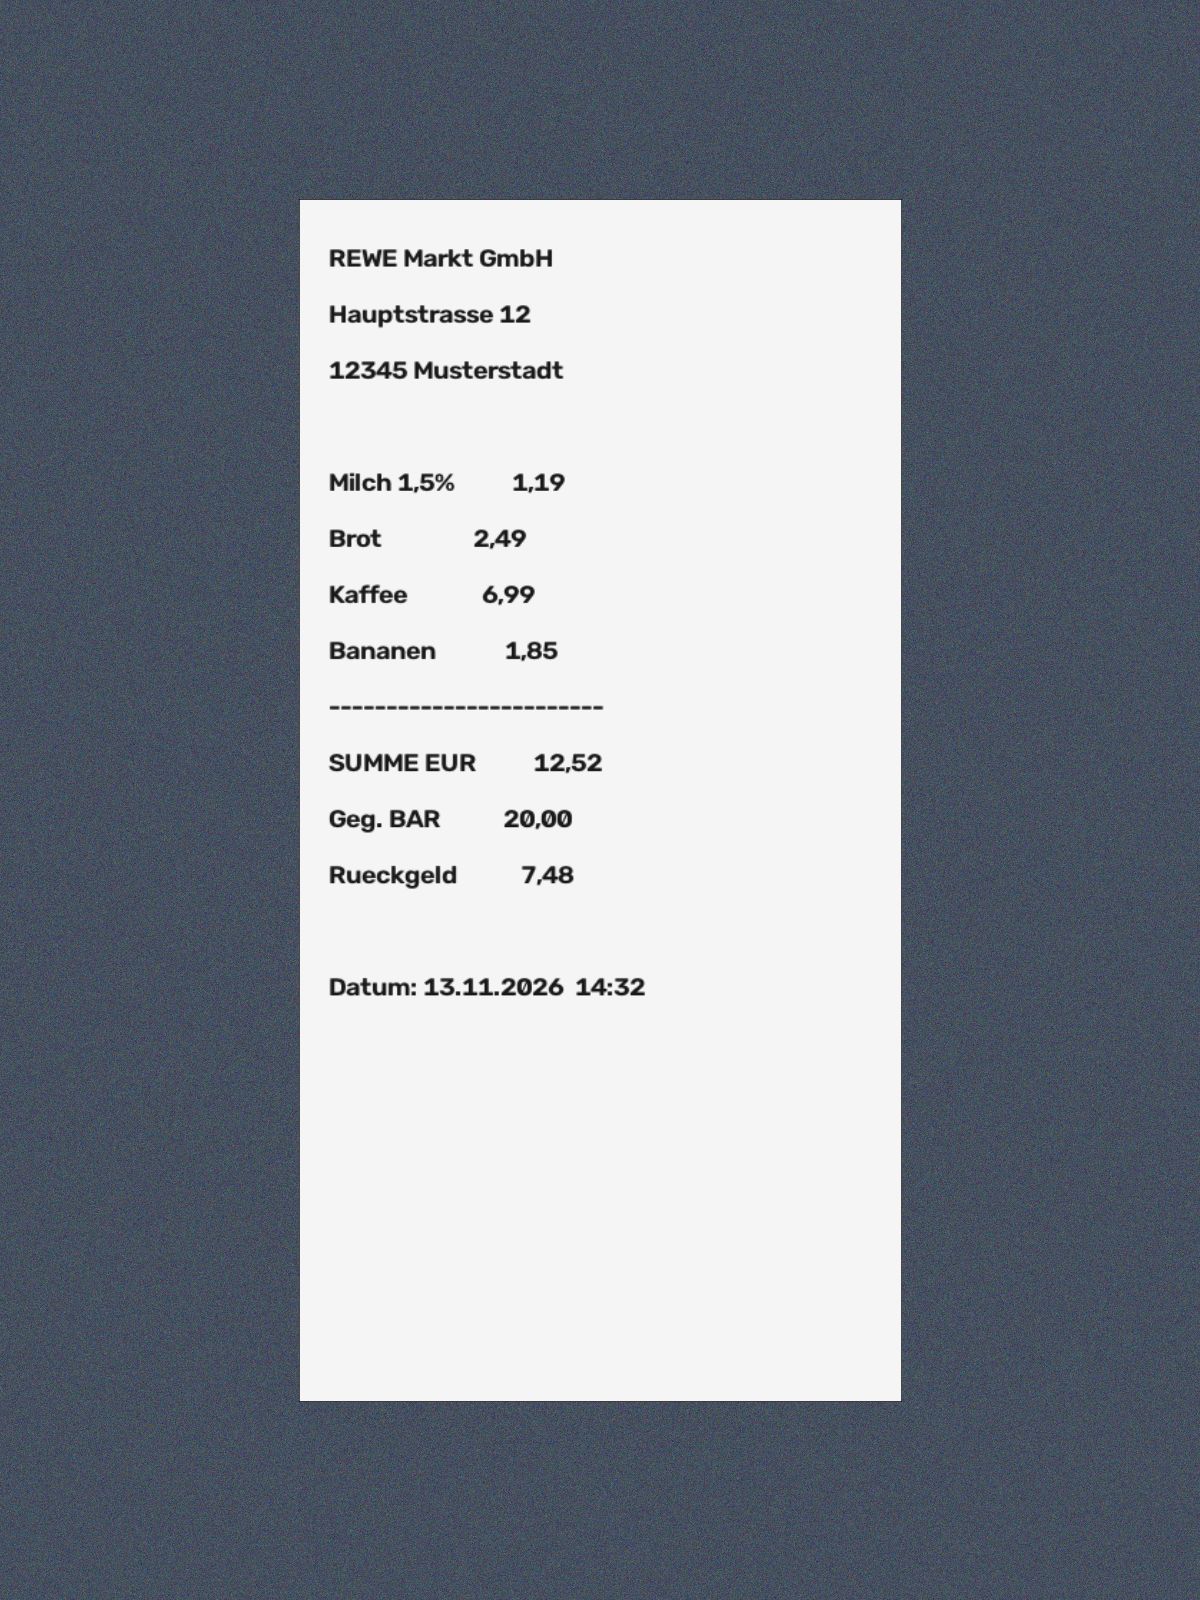 REWE Markt GmbH
Hauptstrasse 12
12345 Musterstadt
Milch 1,5% 1,19
Brot 2,49
Kaffee 6,99
Bananen 1,85
------------------------
SUMME EUR 12,52
Geg. BAR 20,00
Rueckgeld 7,48
Datum: 13.11.2026 14:32